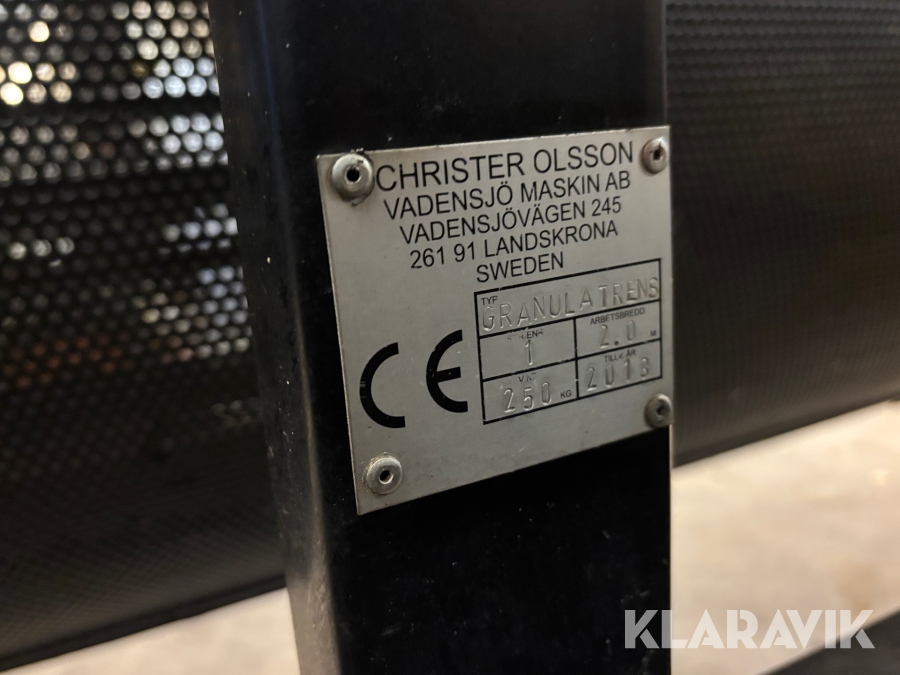 CHRISTER OLSSON
VADENSJÖ MASKIN AB
VADENSJÖVÄGEN 245
261 91 LANDSKRONA
SWEDEN
TYP
GRANULATRENS
ARBETSBREDD
1 2.0 M
VIKT TILLV.ÅR
250 KG 2018
CE
KLARAVIK